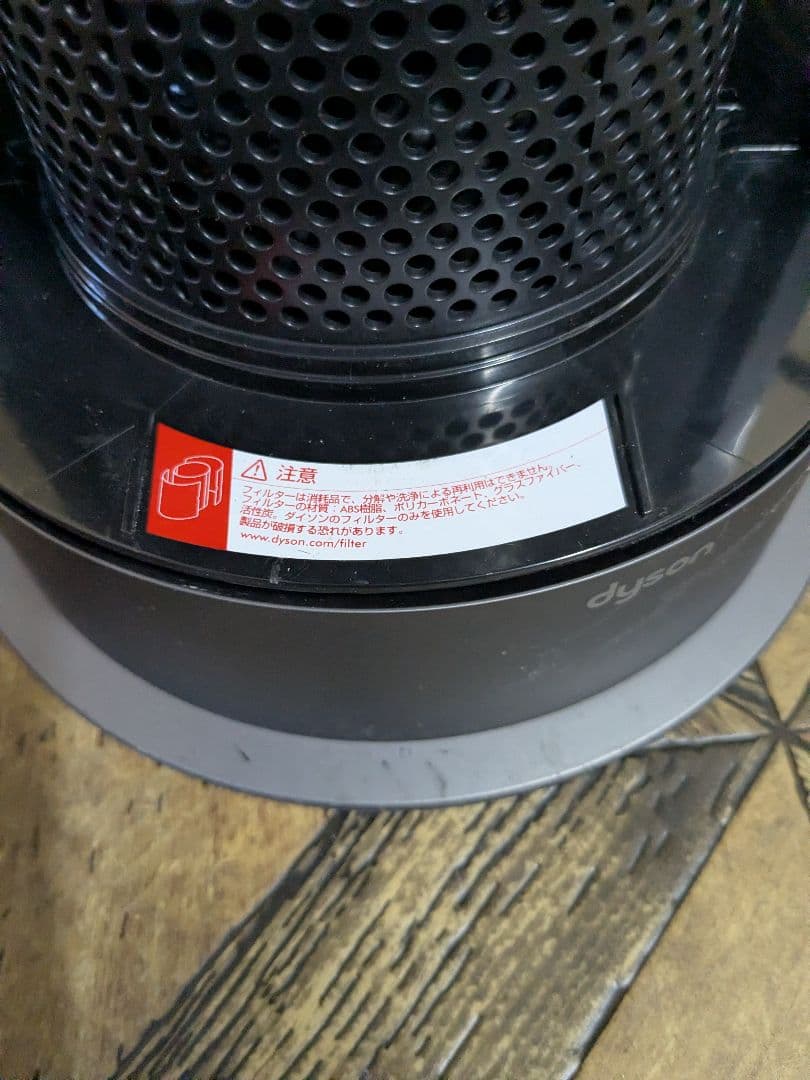 注意
フィルターは消耗品で、分解や洗浄による再利用はできません。
フィルターの材質：ABS樹脂、ポリカーボネート、グラスファイバー、
活性炭。ダイソンのフィルターのみを使用してください。
製品が破損する恐れがあります。
www.dyson.com/filter
dyson